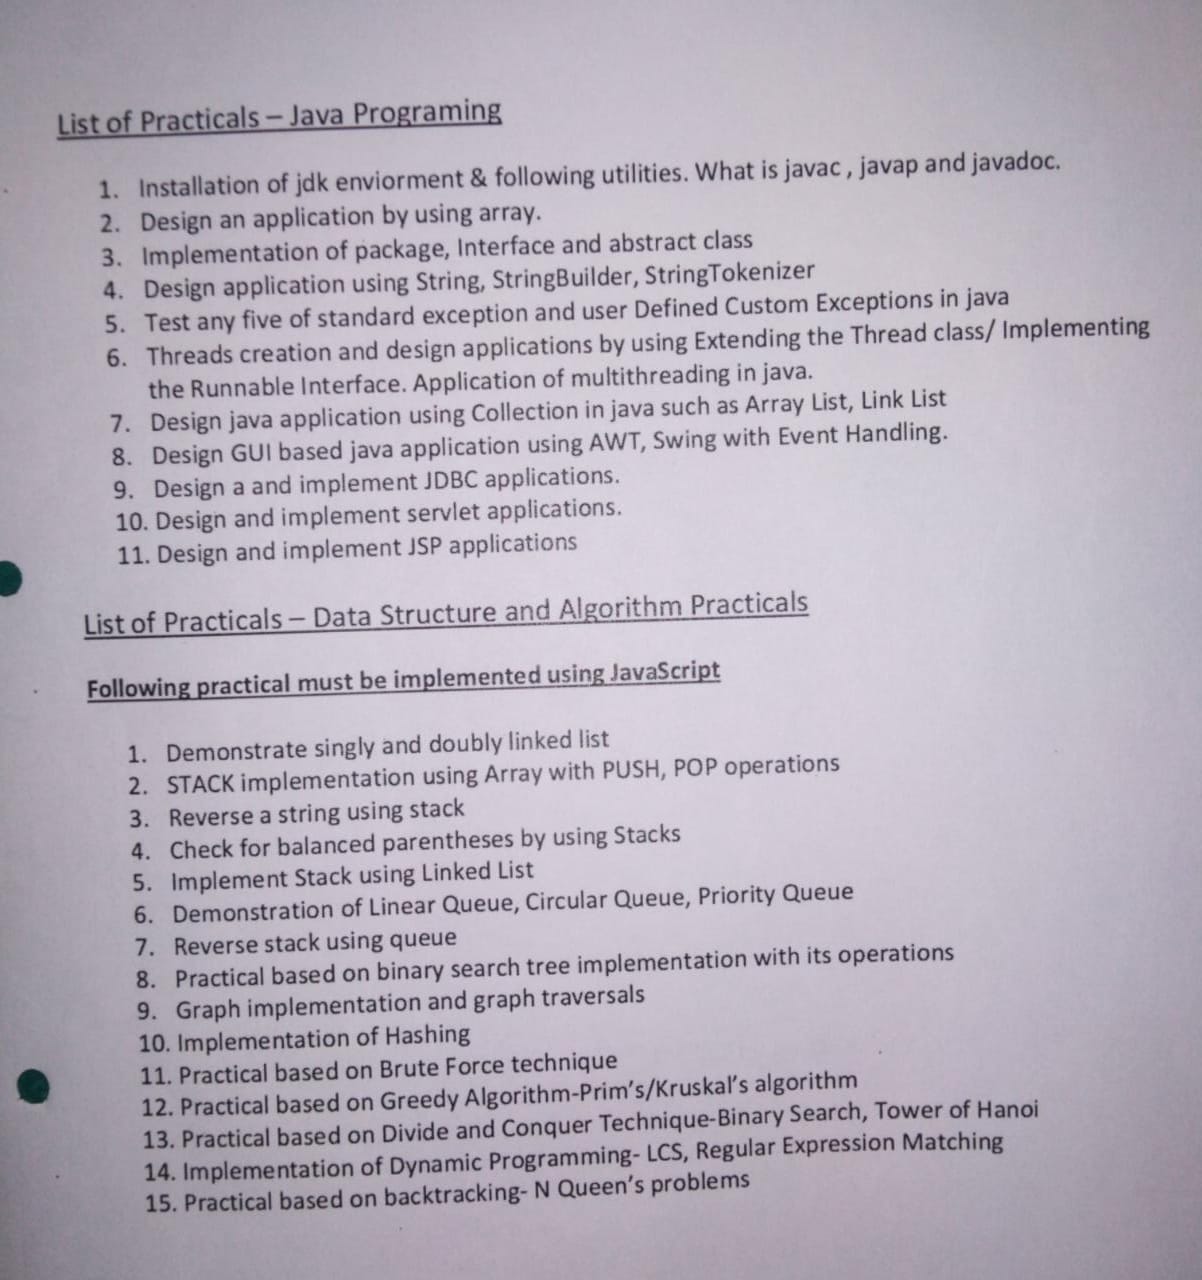 List of Practicals – Java Programing
1. Installation of jdk enviorment & following utilities. What is javac , javap and javadoc.
2. Design an application by using array.
3. Implementation of package, Interface and abstract class
4. Design application using String, StringBuilder, StringTokenizer
5. Test any five of standard exception and user Defined Custom Exceptions in java
6. Threads creation and design applications by using Extending the Thread class/ Implementing
the Runnable Interface. Application of multithreading in java.
7. Design java application using Collection in java such as Array List, Link List
8. Design GUI based java application using AWT, Swing with Event Handling.
9. Design a and implement JDBC applications.
10. Design and implement servlet applications.
11. Design and implement JSP applications
List of Practicals – Data Structure and Algorithm Practicals
Following practical must be implemented using JavaScript
1. Demonstrate singly and doubly linked list
2. STACK implementation using Array with PUSH, POP operations
3. Reverse a string using stack
4. Check for balanced parentheses by using Stacks
5. Implement Stack using Linked List
6. Demonstration of Linear Queue, Circular Queue, Priority Queue
7. Reverse stack using queue
8. Practical based on binary search tree implementation with its operations
9. Graph implementation and graph traversals
10. Implementation of Hashing
11. Practical based on Brute Force technique
12. Practical based on Greedy Algorithm-Prim's/Kruskal's algorithm
13. Practical based on Divide and Conquer Technique-Binary Search, Tower of Hanoi
14. Implementation of Dynamic Programming- LCS, Regular Expression Matching
15. Practical based on backtracking- N Queen's problems